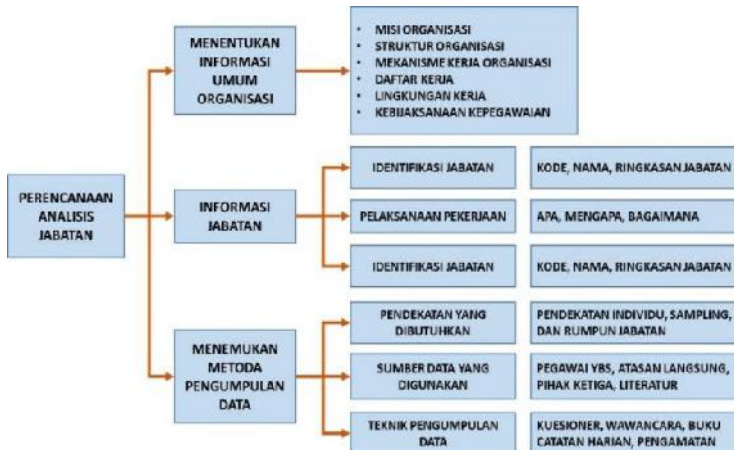 PERENCANAAN
ANALISIS
JABATAN
MENENTUKAN
INFORMASI
UMUM
ORGANISASI
• MISI ORGANISASI
• STRUKTUR ORGANISASI
• MEKANISME KERJA ORGANISASI
• DAFTAR KERJA
• LINGKUNGAN KERJA
• KEBIJAKSANAAN KEPEGAWAIAN
INFORMASI
JABATAN
IDENTIFIKASI JABATAN
KODE, NAMA, RINGKASAN JABATAN
PELAKSANAAN PEKERJAAN
APA, MENGAPA, BAGAIMANA
IDENTIFIKASI JABATAN
KODE, NAMA, RINGKASAN JABATAN
MENEMUKAN
METODA
PENGUMPULAN
DATA
PENDEKATAN YANG
DIBUTUHKAN
PENDEKATAN INDIVIDU, SAMPLING,
DAN RUMPUN JABATAN
SUMBER DATA YANG
DIGUNAKAN
PEGAWAI YBS, ATASAN LANGSUNG,
PIHAK KETIGA, LITERATUR
TEKNIK PENGUMPULAN
DATA
KUESIONER, WAWANCARA, BUKU
CATATAN HARIAN, PENGAMATAN